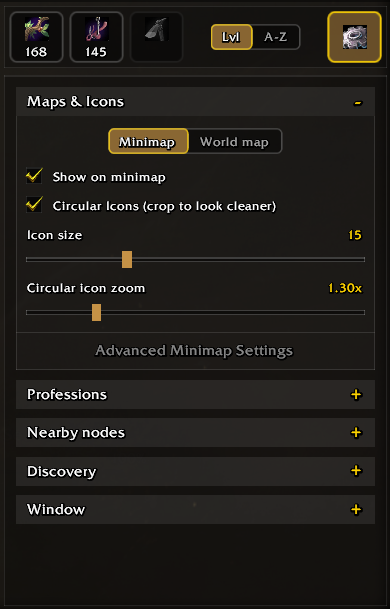 168
145
Lvl
A-Z
Maps & Icons -
Minimap
World map
Show on minimap
Circular Icons (crop to look cleaner)
Icon size 15
Circular icon zoom 1.30x
Advanced Minimap Settings
Professions +
Nearby nodes +
Discovery +
Window +